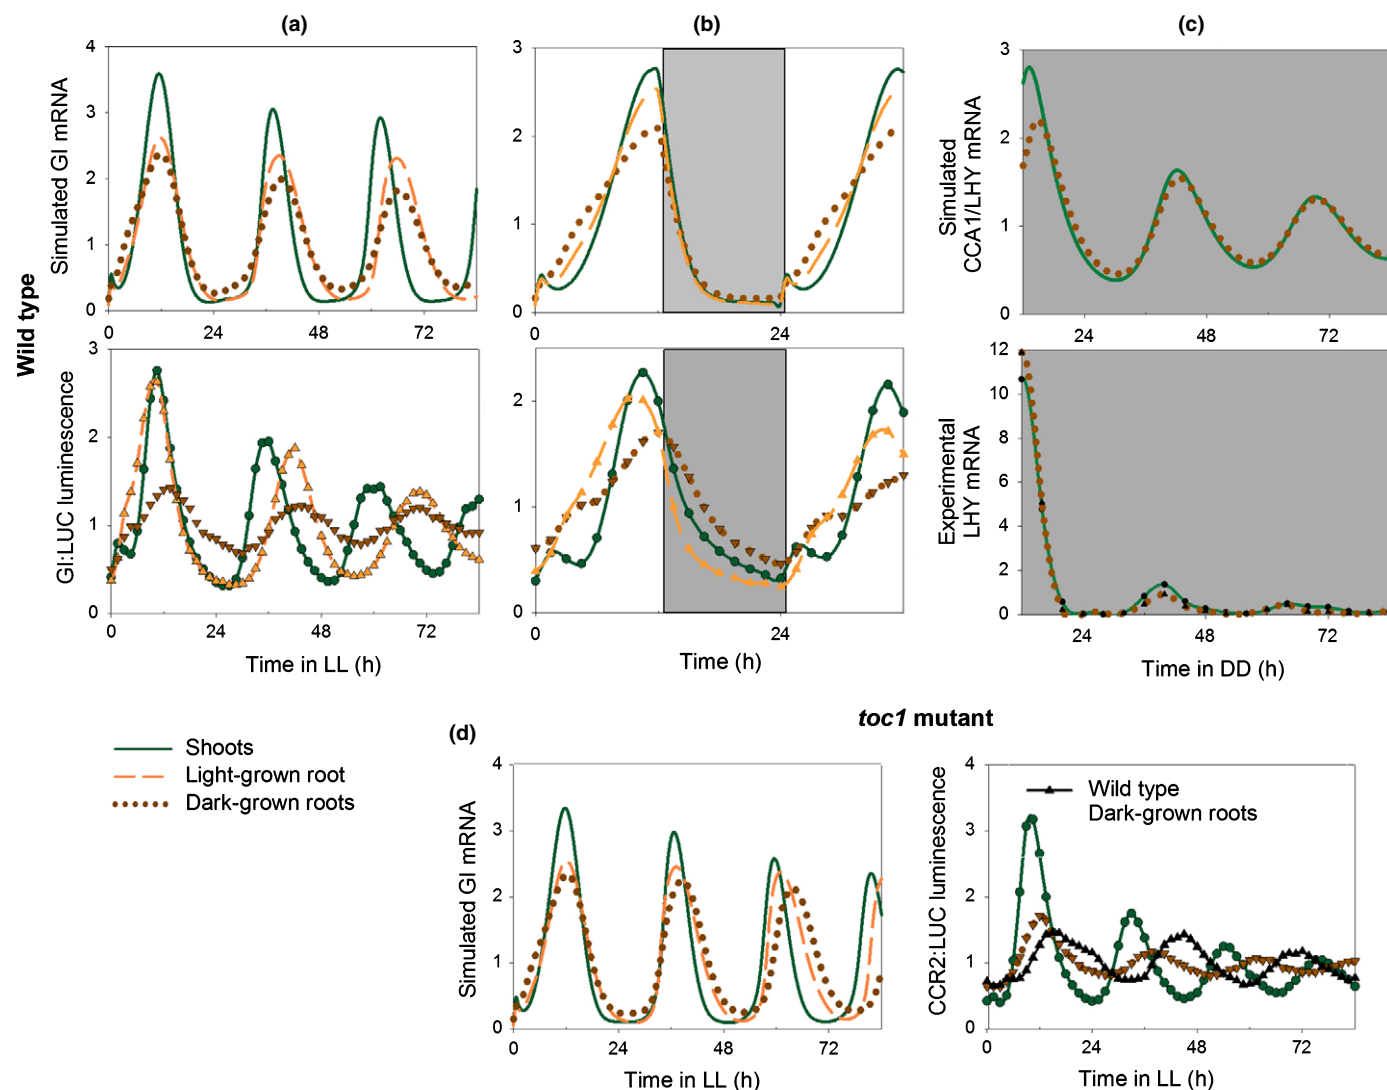 (a)
(b)
(c)
Wild type
Simulated GI mRNA
4
3
2
1
0
0
24
48
72
3
2
1
0
0
24
Simulated
CCA1/LHY mRNA
3
2
1
0
24
48
72
GI:LUC luminescence
3
2
1
0
0
24
48
72
Time in LL (h)
2
1
0
0
24
Time (h)
Experimental
LHY mRNA
12
10
8
6
4
2
0
24
48
72
Time in DD (h)
toc1 mutant
(d)
Shoots
Light-grown root
Dark-grown roots
Simulated GI mRNA
4
3
2
1
0
0
24
48
72
Time in LL (h)
CCR2:LUC luminescence
4
3
2
1
0
Wild type
Dark-grown roots
0
24
48
72
Time in LL (h)